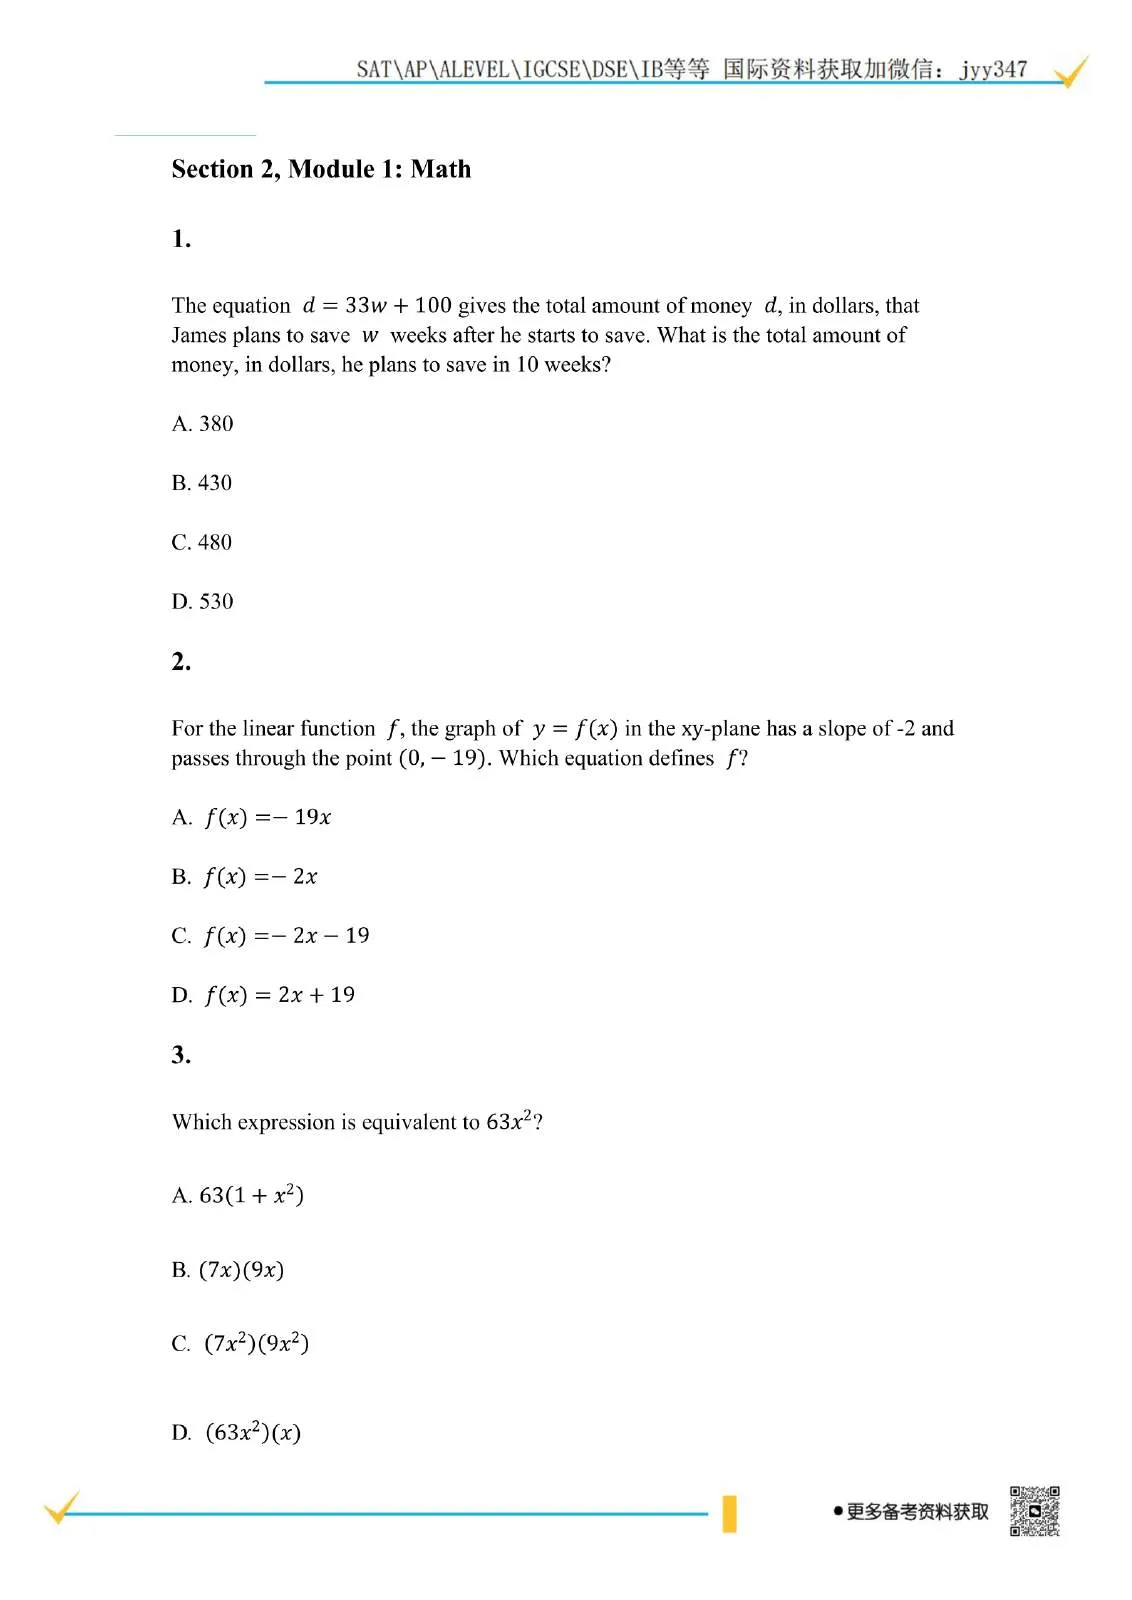 SAT\AP\ALEVEL\IGCSE\DSE\IB等等 国际资料获取加微信：jyy347
Section 2, Module 1: Math
1.
The equation d = 33w + 100 gives the total amount of money d, in dollars, that
James plans to save w weeks after he starts to save. What is the total amount of
money, in dollars, he plans to save in 10 weeks?
A. 380
B. 430
C. 480
D. 530
2.
For the linear function f, the graph of y = f(x) in the xy-plane has a slope of -2 and
passes through the point (0, − 19). Which equation defines f?
A. f(x) =− 19x
B. f(x) =− 2x
C. f(x) =− 2x − 19
D. f(x) = 2x + 19
3.
Which expression is equivalent to 63x²?
A. 63(1 + x²)
B. (7x)(9x)
C. (7x²)(9x²)
D. (63x²)(x)
●更多备考资料获取